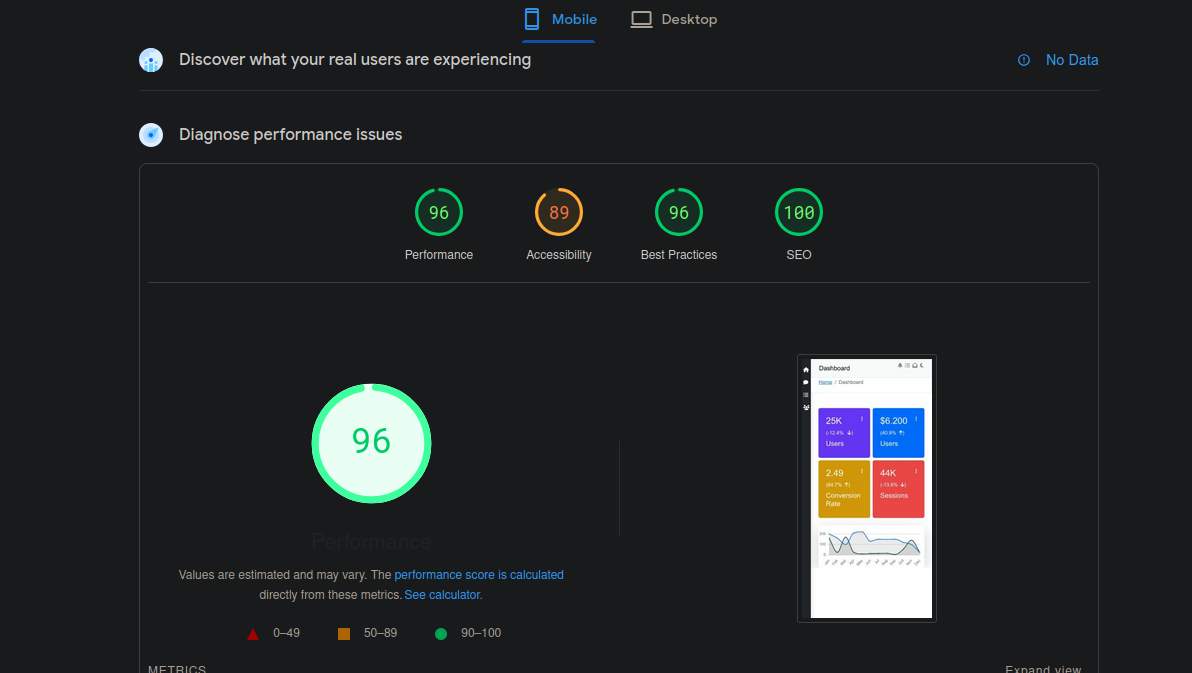 Mobile
Desktop
Discover what your real users are experiencing
No Data
Diagnose performance issues
96
89
96
100
Performance
Accessibility
Best Practices
SEO
96
Performance
Values are estimated and may vary. The performance score is calculated
directly from these metrics. See calculator.
0–49
50–89
90–100
Dashboard
Home / Dashboard
25K
(-12.4%
Users
$6.200
(40.9%
Users
2.49
(84.7%
Conversion
Rate
44K
(-13.6%
Sessions
METRICS
Expand view